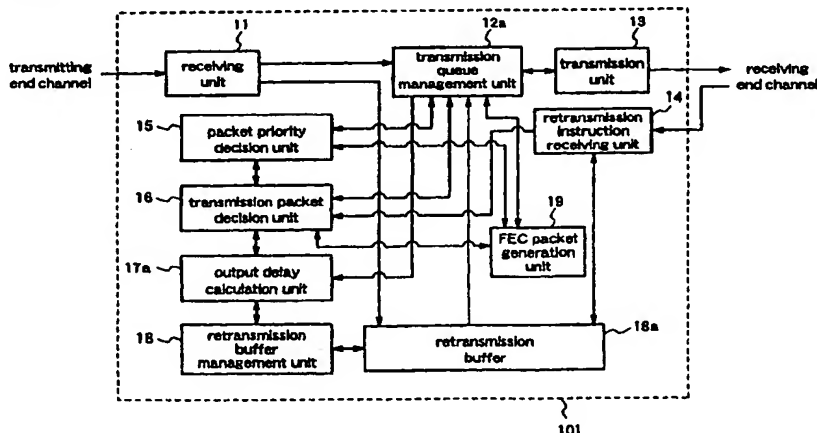 11
12a
13
transmitting
end channel
receiving
unit
transmission
queue
management unit
transmission
unit
receiving
end channel
14
15
packet priority
decision unit
retransmission
instruction
receiving unit
16
transmission packet
decision unit
19
FEC packet
generation
unit
17a
output delay
calculation unit
18
retransmission
buffer
management unit
retransmission
buffer
18a
101